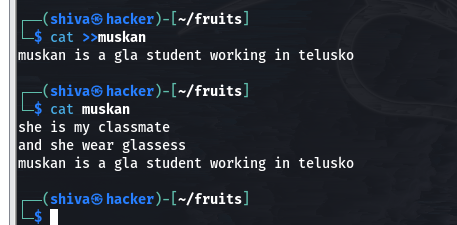 ┌──(shiva㉿hacker)-[~/fruits]
└─$ cat >>muskan
muskan is a gla student working in telusko
┌──(shiva㉿hacker)-[~/fruits]
└─$ cat muskan
she is my classmate
and she wear glassess
muskan is a gla student working in telusko
┌──(shiva㉿hacker)-[~/fruits]
└─$